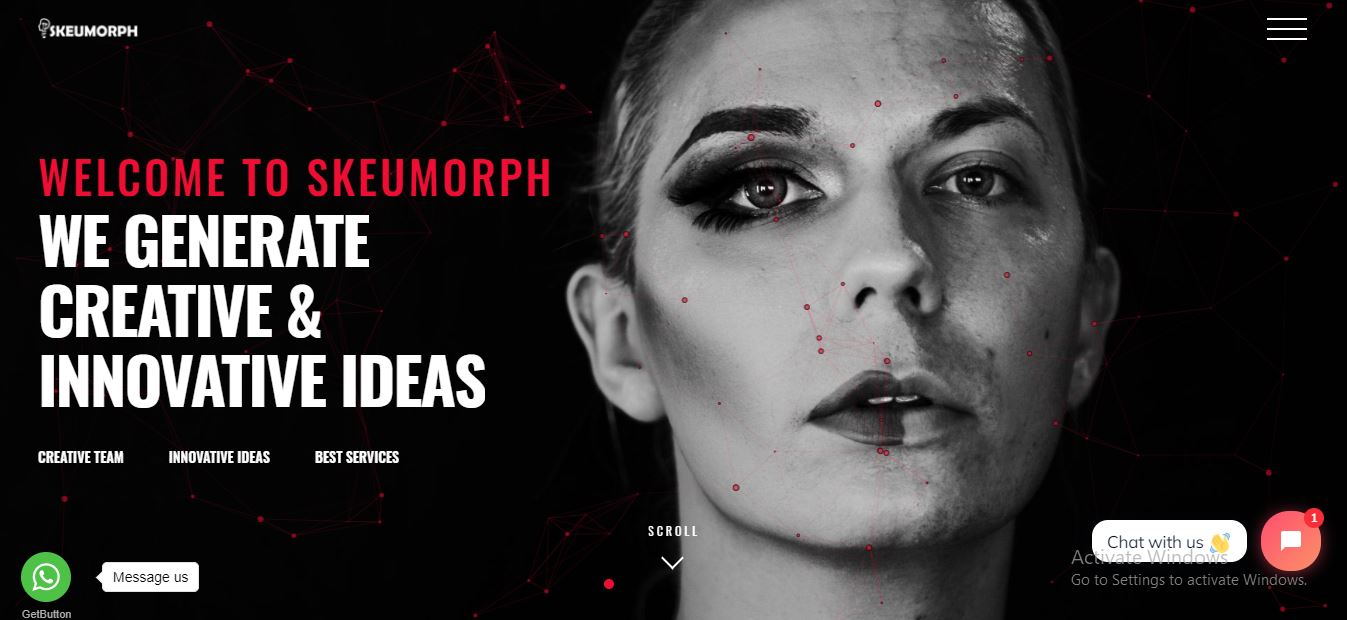 SKEUMORPH
WELCOME TO SKEUMORPH
WE GENERATE
CREATIVE &
INNOVATIVE IDEAS
CREATIVE TEAM INNOVATIVE IDEAS BEST SERVICES
SCROLL
Message us
GetButton
1
Chat with us 👋
Activate Windows
Go to Settings to activate Windows.